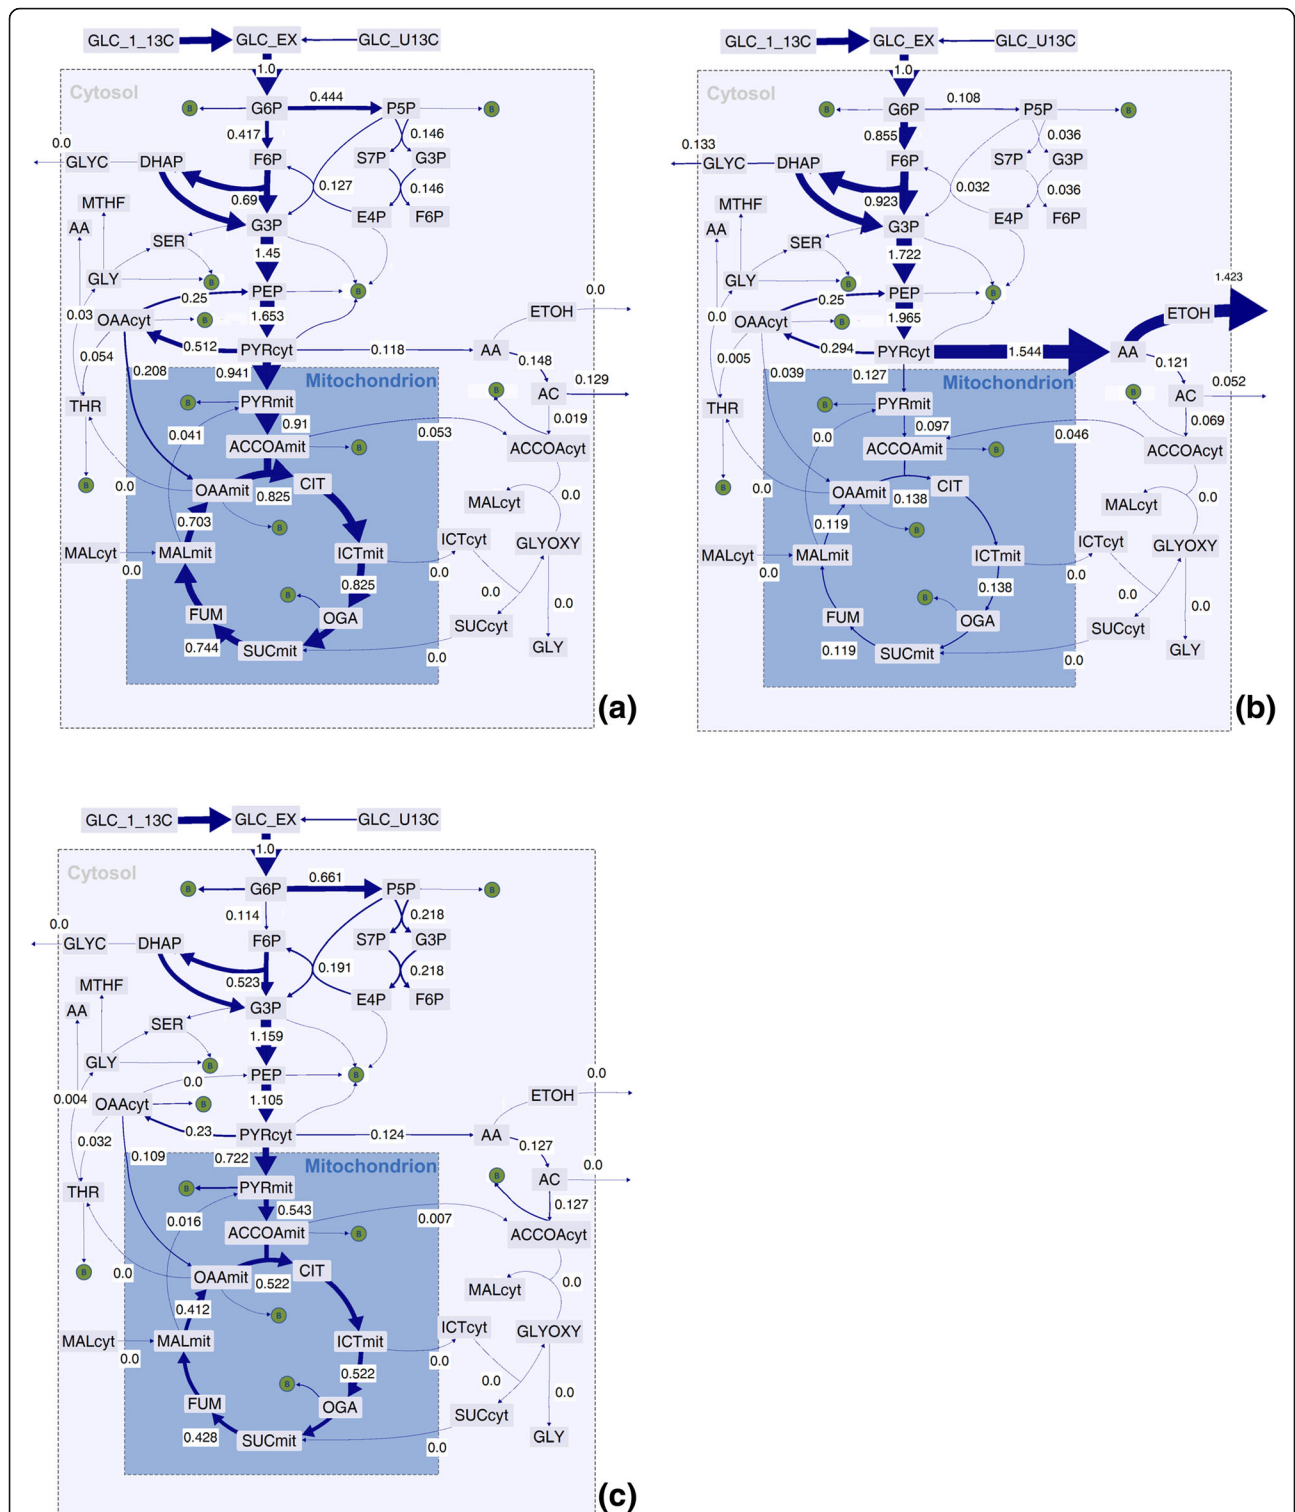 GLC_1_13C GLC_EX GLC_U13C
1.0
Cytosol
B G6P 0.444 P5P B
0.417 0.146
0.0
GLYC DHAP F6P S7P G3P
0.127 0.146
0.69
MTHF
E4P F6P
AA G3P
SER
1.45
GLY B
0.25 PEP B
0.0
0.03 OAAcyt B 1.653 ETOH
0.512 PYRcyt 0.118 AA
0.054 0.148
0.208 0.941 Mitochondrion 0.129
B AC
THR B PYRmit
0.019
0.041 0.91 0.053
ACCOAmit B ACCOAcyt
B 0.0 OAAmit CIT
0.825 0.0
MALcyt
0.703 B
ICTcyt GLYOXY
MALcyt MALmit ICTmit
0.0 0.0
0.825 0.0
B 0.0
FUM OGA
SUCcyt
0.744 SUCmit GLY
0.0
(a)
GLC_1_13C GLC_EX GLC_U13C
1.0
Cytosol
B G6P 0.108 P5P B
0.855 0.036
0.133
GLYC DHAP F6P S7P G3P
0.032 0.036
0.923
MTHF
E4P F6P
AA G3P
SER
1.722
GLY B 1.423
0.25 PEP B
0.0 OAAcyt B 1.965 ETOH
0.294 PYRcyt 1.544 AA
0.005 0.121
0.039 0.127 Mitochondrion 0.052
B AC
THR B PYRmit
0.069
0.0 0.097 0.046
ACCOAmit B ACCOAcyt
B 0.0 OAAmit CIT
0.138 0.0
MALcyt
0.119 B
ICTcyt GLYOXY
MALcyt MALmit ICTmit
0.0 0.0
0.138 0.0
B 0.0
FUM OGA
SUCcyt
0.119 SUCmit GLY
0.0
(b)
GLC_1_13C GLC_EX GLC_U13C
1.0
Cytosol
B G6P 0.661 P5P B
0.114 0.218
0.0
GLYC DHAP F6P S7P G3P
0.191 0.218
0.523
MTHF
E4P F6P
AA G3P
SER
1.159
GLY B
0.0 PEP B
0.0
0.004 OAAcyt B 1.105 ETOH
0.23 PYRcyt 0.124 AA
0.032 0.127
0.109 0.722 Mitochondrion 0.0
B AC
THR B PYRmit
0.127
0.016 0.543 0.007
ACCOAmit B ACCOAcyt
B 0.0 OAAmit CIT
0.522 0.0
MALcyt
0.412 B
ICTcyt GLYOXY
MALcyt MALmit ICTmit
0.0 0.0
0.522 0.0
B 0.0
FUM OGA
SUCcyt
0.428 SUCmit GLY
0.0
(c)